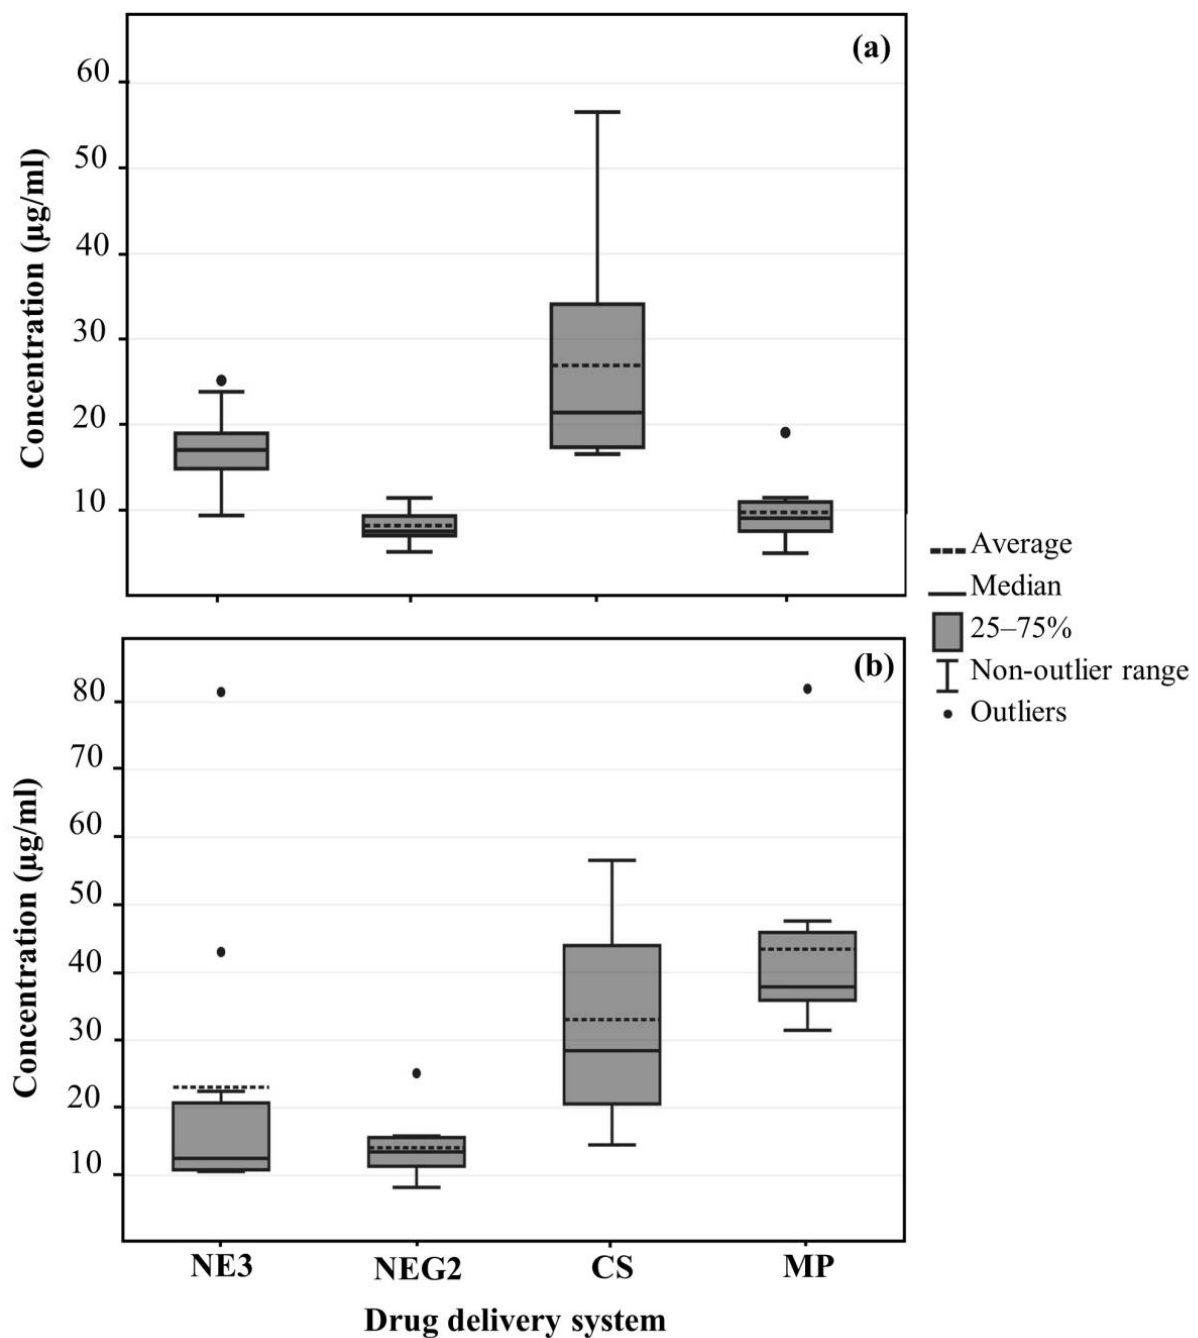 (a)
60
50
40
30
20
10
Concentration (µg/ml)
Average
Median
25–75%
Non-outlier range
Outliers
(b)
80
70
60
50
40
30
20
10
Concentration (µg/ml)
NE3 NEG2 CS MP
Drug delivery system